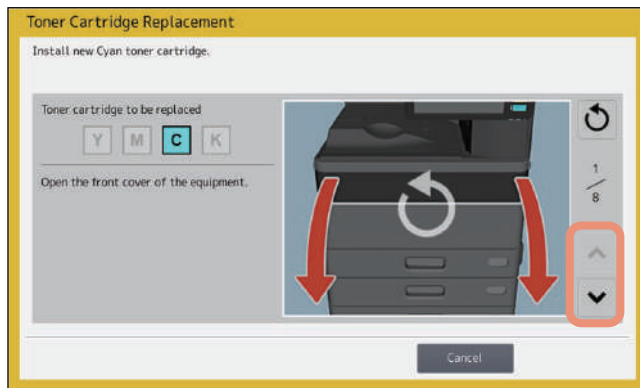 Toner Cartridge Replacement
Install new Cyan toner cartridge.
Toner cartridge to be replaced
Y M C K
Open the front cover of the equipment.
1
8
Cancel